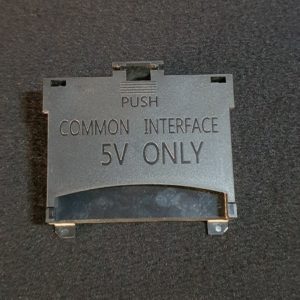 PUSH
COMMON INTERFACE
5V ONLY